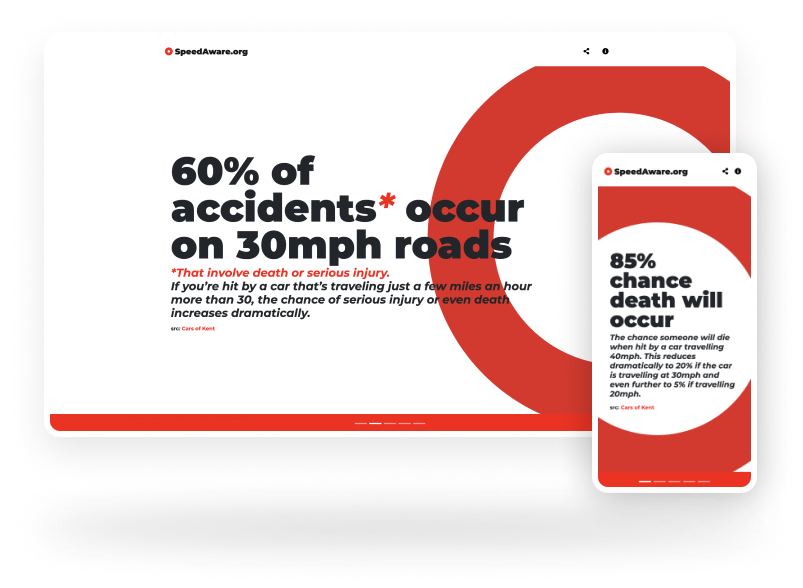 SpeedAware.org
60% of
accidents* occur
on 30mph roads
*That involve death or serious injury.
If you’re hit by a car that’s traveling just a few miles an hour
more than 30, the chance of serious injury or even death
increases dramatically.
src: Cars of Kent
SpeedAware.org
85%
chance
death will
occur
The chance someone will die
when hit by a car travelling
40mph. This reduces
dramatically to 20% if the car
is travelling at 30mph and
even further to 5% if travelling
20mph.
src: Cars of Kent